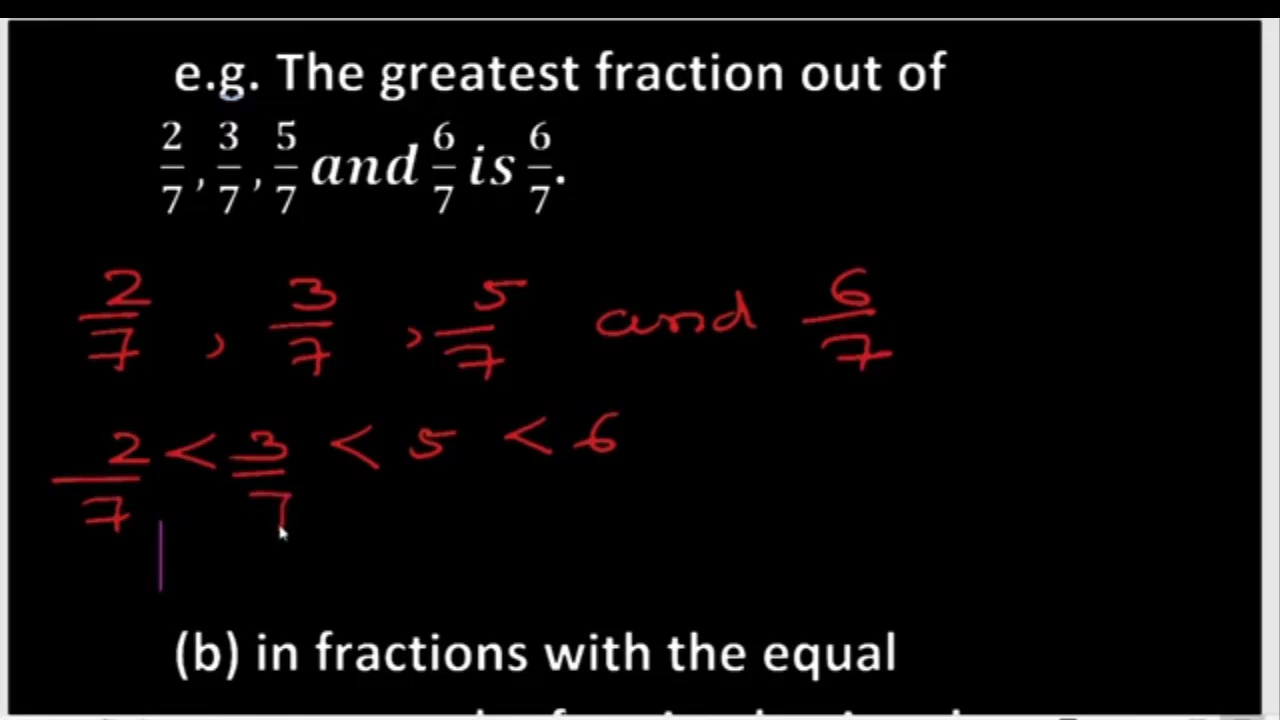 e.g. The greatest fraction out of
2/7, 3/7, 5/7 and 6/7 is 6/7.
2/7, 3/7, 5/7 and 6/7
2/7 < 3/7 < 5 < 6
(b) in fractions with the equal